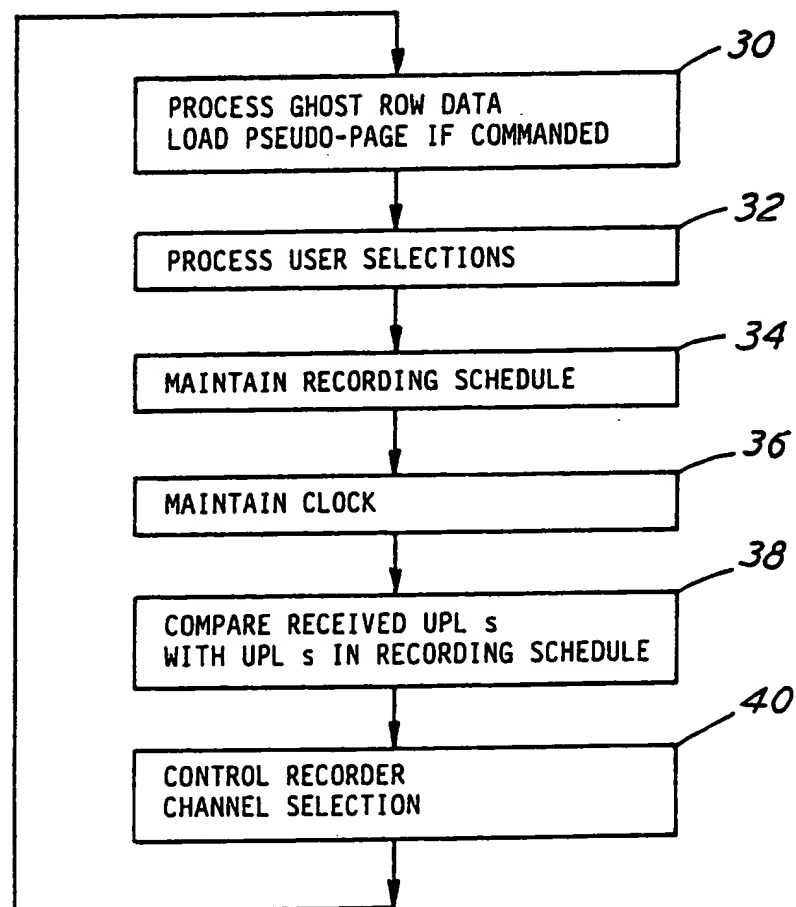 30
PROCESS GHOST ROW DATA
LOAD PSEUDO-PAGE IF COMMANDED
32
PROCESS USER SELECTIONS
34
MAINTAIN RECORDING SCHEDULE
36
MAINTAIN CLOCK
38
COMPARE RECEIVED UPL s
WITH UPL s IN RECORDING SCHEDULE
40
CONTROL RECORDER
CHANNEL SELECTION